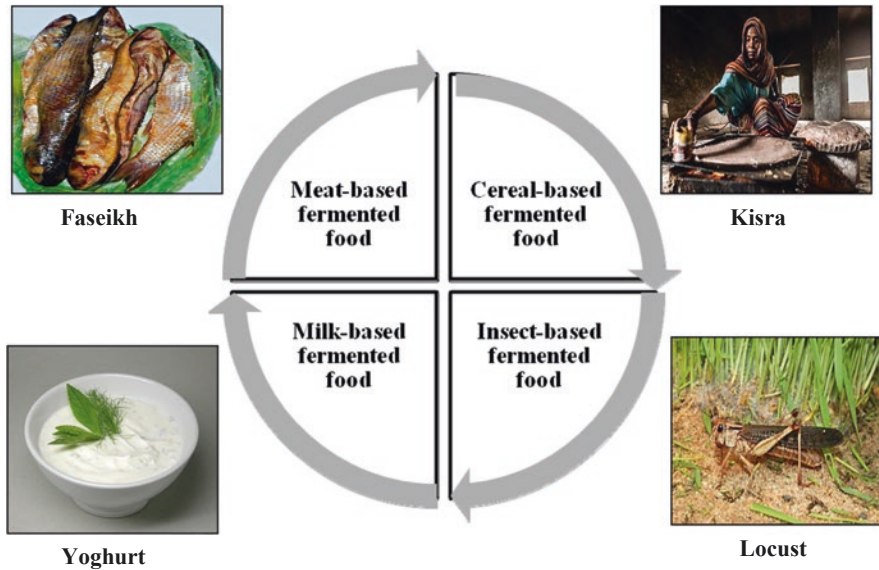 Faseikh
Kisra
Meat-based
fermented
food
Cereal-based
fermented
food
Milk-based
fermented
food
Insect-based
fermented
food
Yoghurt
Locust